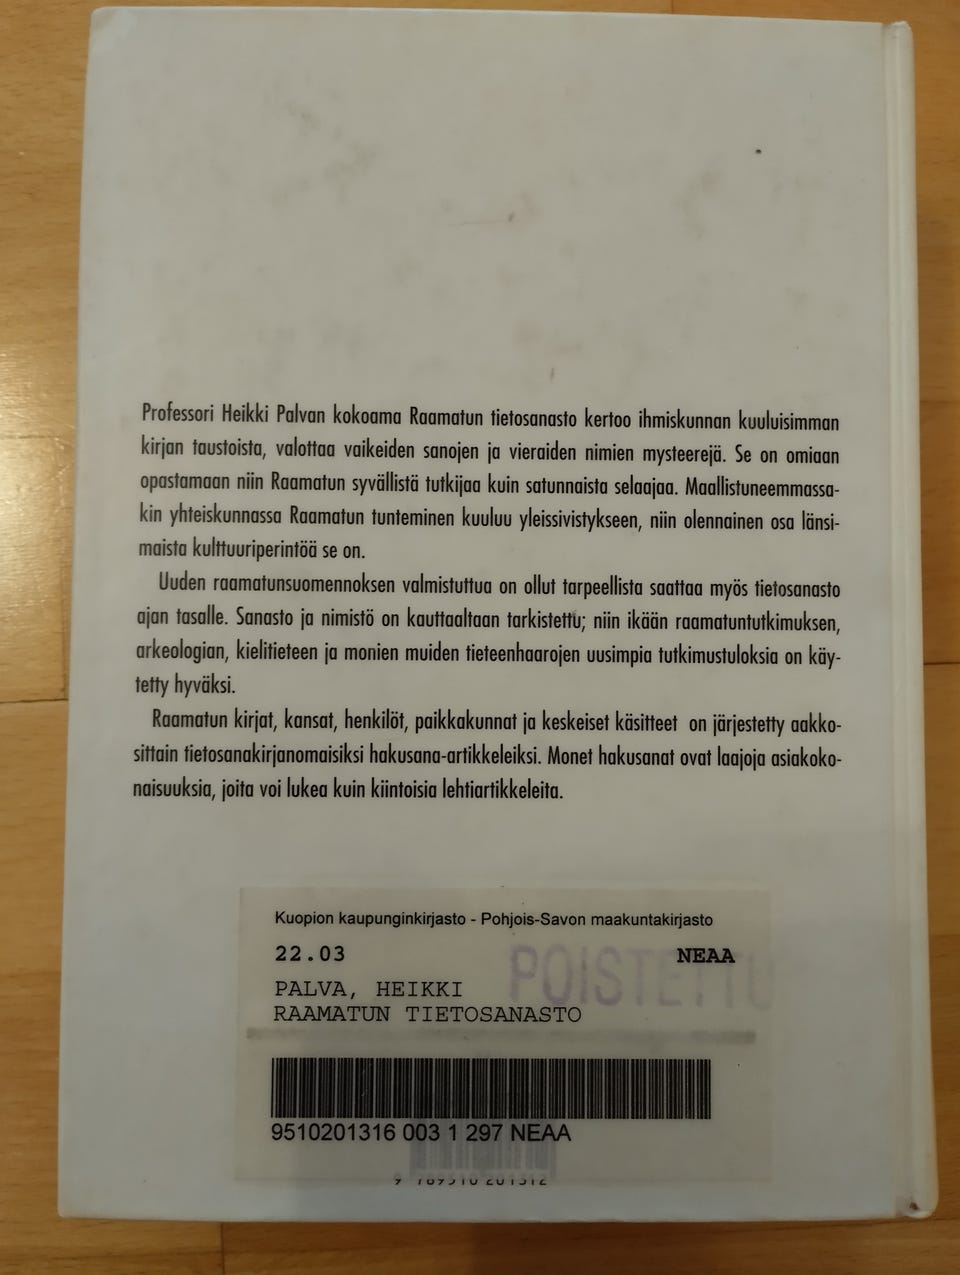 Professori Heikki Palvan kokoama Raamatun tietosanasto kertoo ihmiskunnan kuuluisimman
kirjan taustoista, valottaa vaikeiden sanojen ja vieraiden nimien mysteerejä. Se on omiaan
opastamaan niin Raamatun syvällistä tutkijaa kuin satunnaista selaajaa. Maallistuneemmassa-
kin yhteiskunnassa Raamatun tunteminen kuuluu yleissivistykseen, niin olennainen osa länsi-
maista kulttuuriperintöä se on.
Uuden raamatunsuomennoksen valmistuttua on ollut tarpeellista saattaa myös tietosanasto
ajan tasalle. Sanasto ja nimistö on kauttaaltaan tarkistettu; niin ikään raamatuntutkimuksen,
arkeologian, kielitieteen ja monien muiden tieteenhaarojen uusimpia tutkimustuloksia on käy-
tetty hyväksi.
Raamatun kirjat, kansat, henkilöt, paikkakunnat ja keskeiset käsitteet on järjestetty aakko-
sittain tietosanakirjanomaisiksi hakusana-artikkeleiksi. Monet hakusanat ovat laajoja asiakoko-
naisuuksia, joita voi lukea kuin kiintoisia lehtiartikkeleita.
Kuopion kaupunginkirjasto - Pohjois-Savon maakuntakirjasto
22.03 NEAA
POISTETTU
PALVA, HEIKKI
RAAMATUN TIETOSANASTO
9510201316 003 1 297 NEAA
9 789510 201312